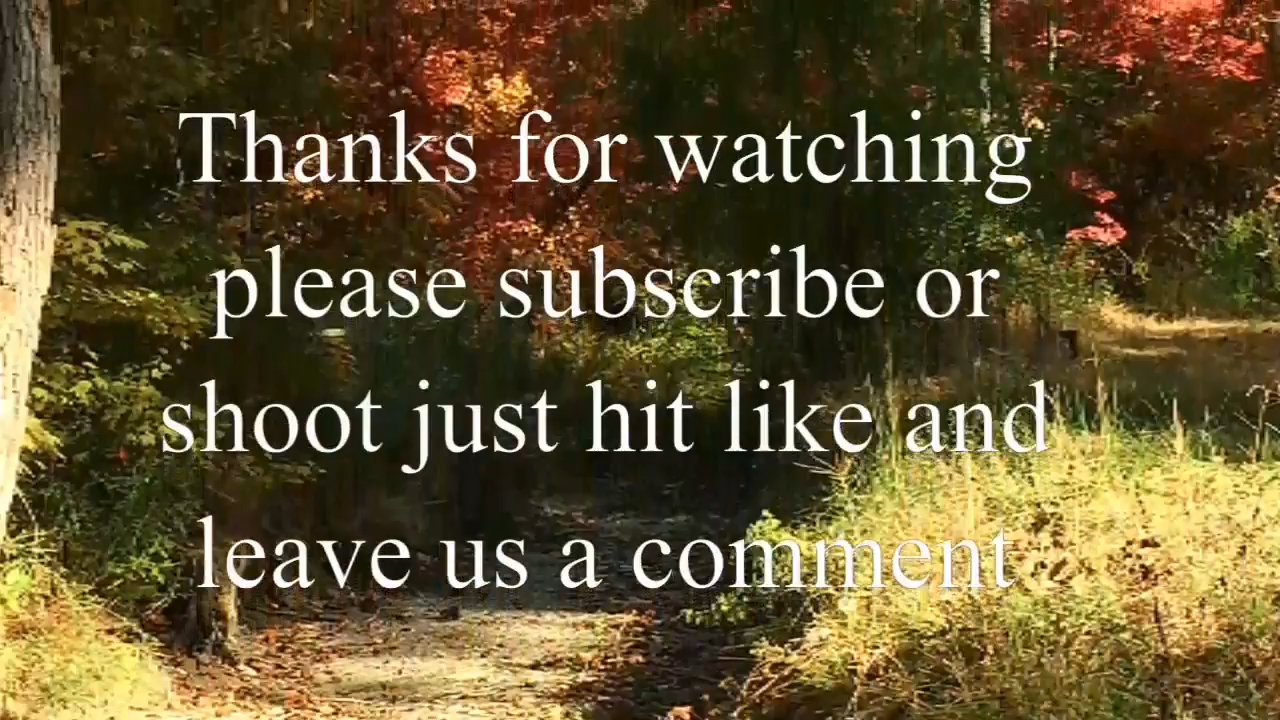 Thanks for watching
please subscribe or
shoot just hit like and
leave us a comment